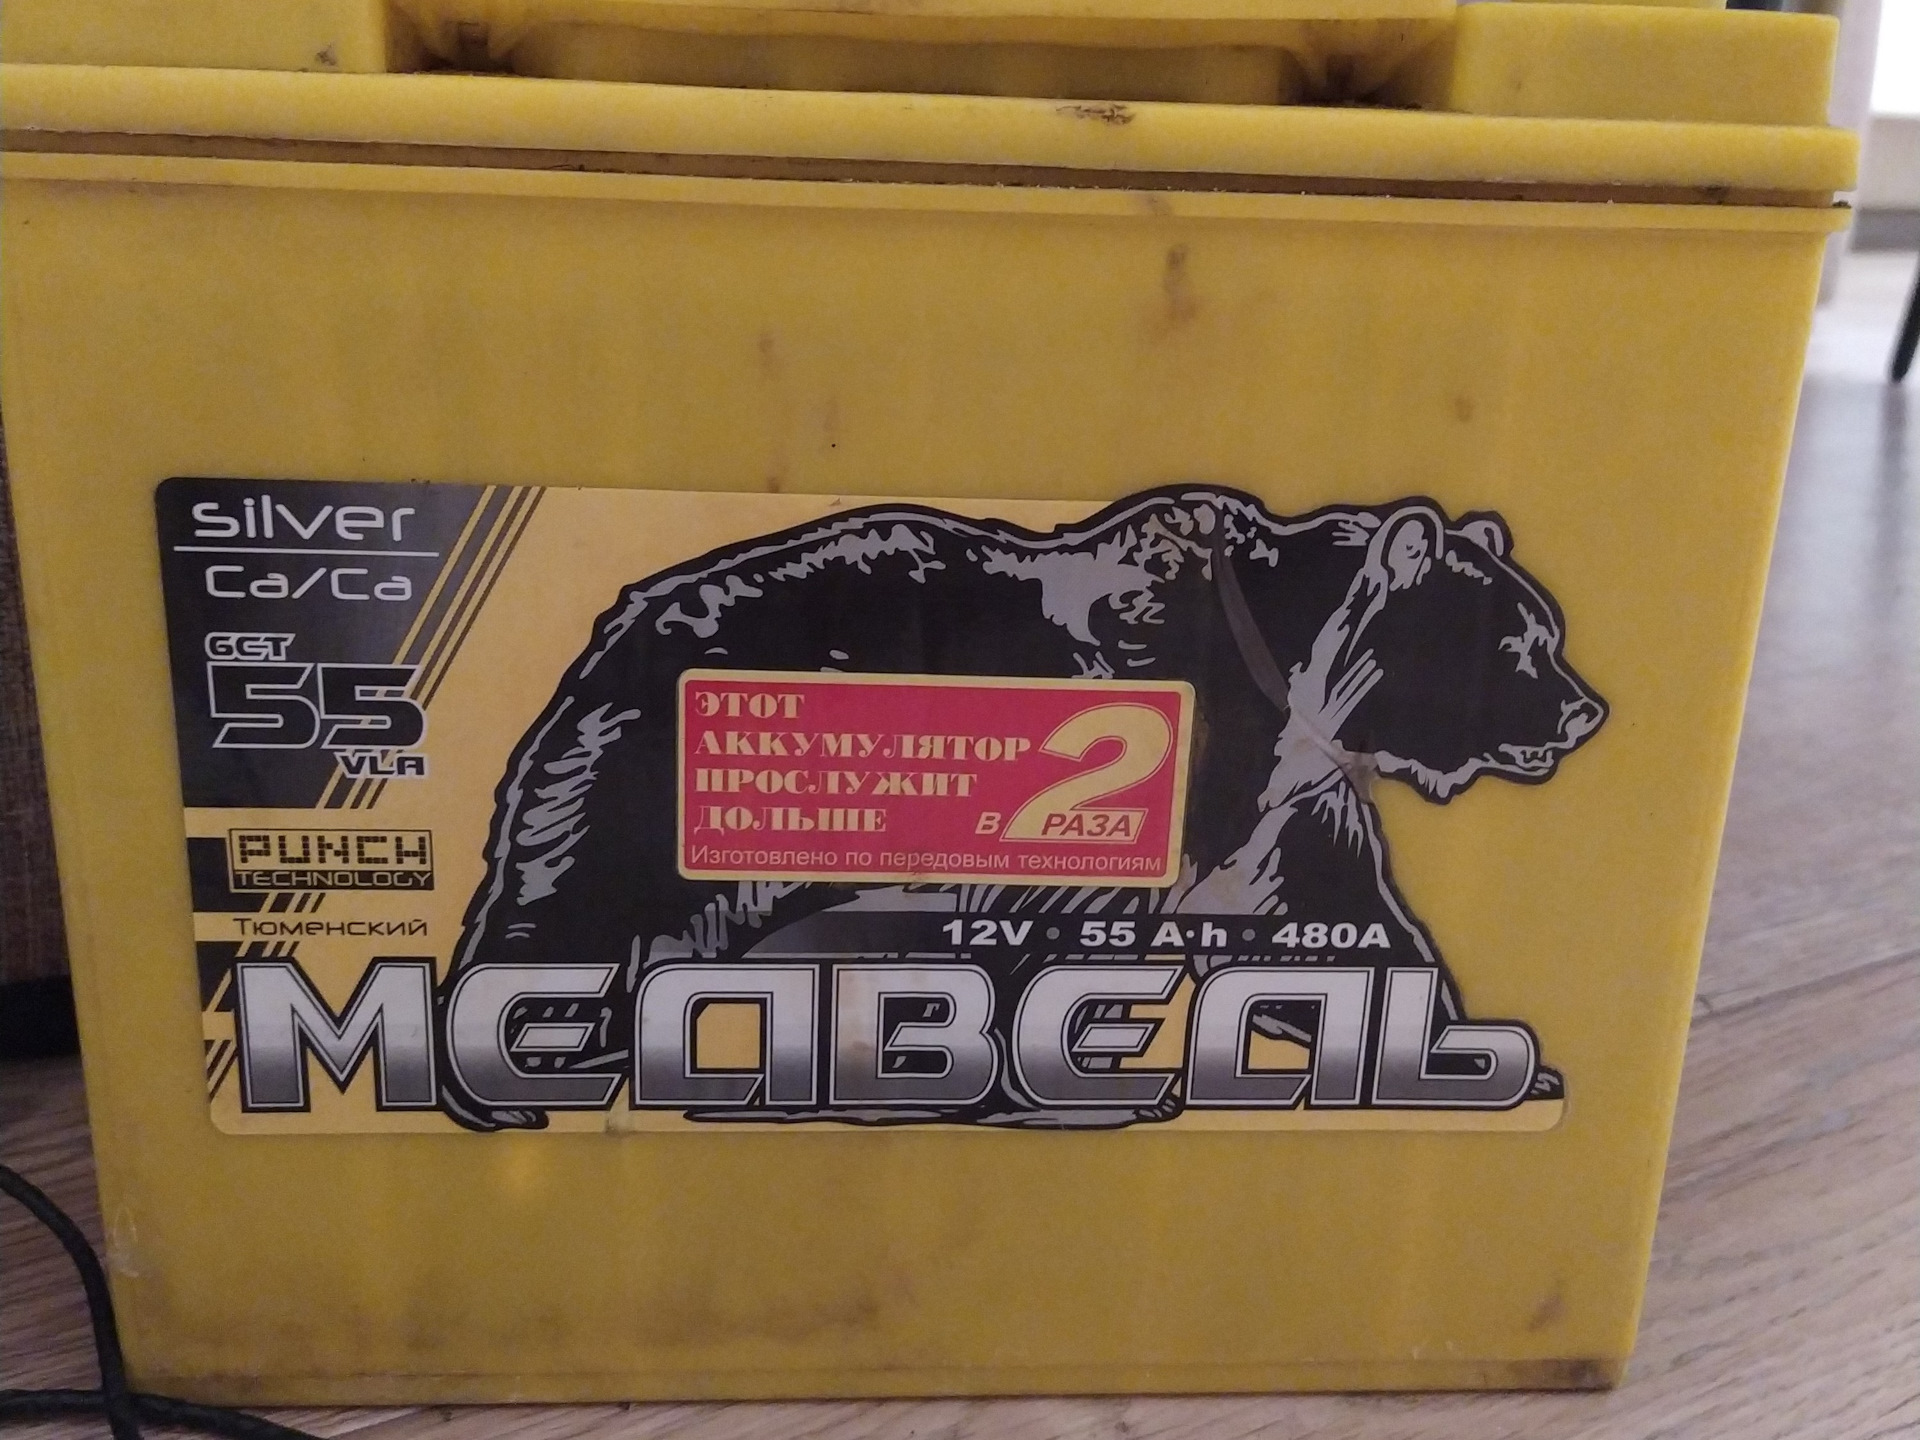 silver
Ca/Ca
6СТ
55
VLA
PUNCH
TECHNOLOGY
Тюменский
МЕДВЕДЬ
ЭТОТ
АККУМУЛЯТОР
ПРОСЛУЖИТ
ДОЛЬШЕ
В 2 РАЗА
Изготовлено по передовым технологиям
12V · 55 A·h · 480A